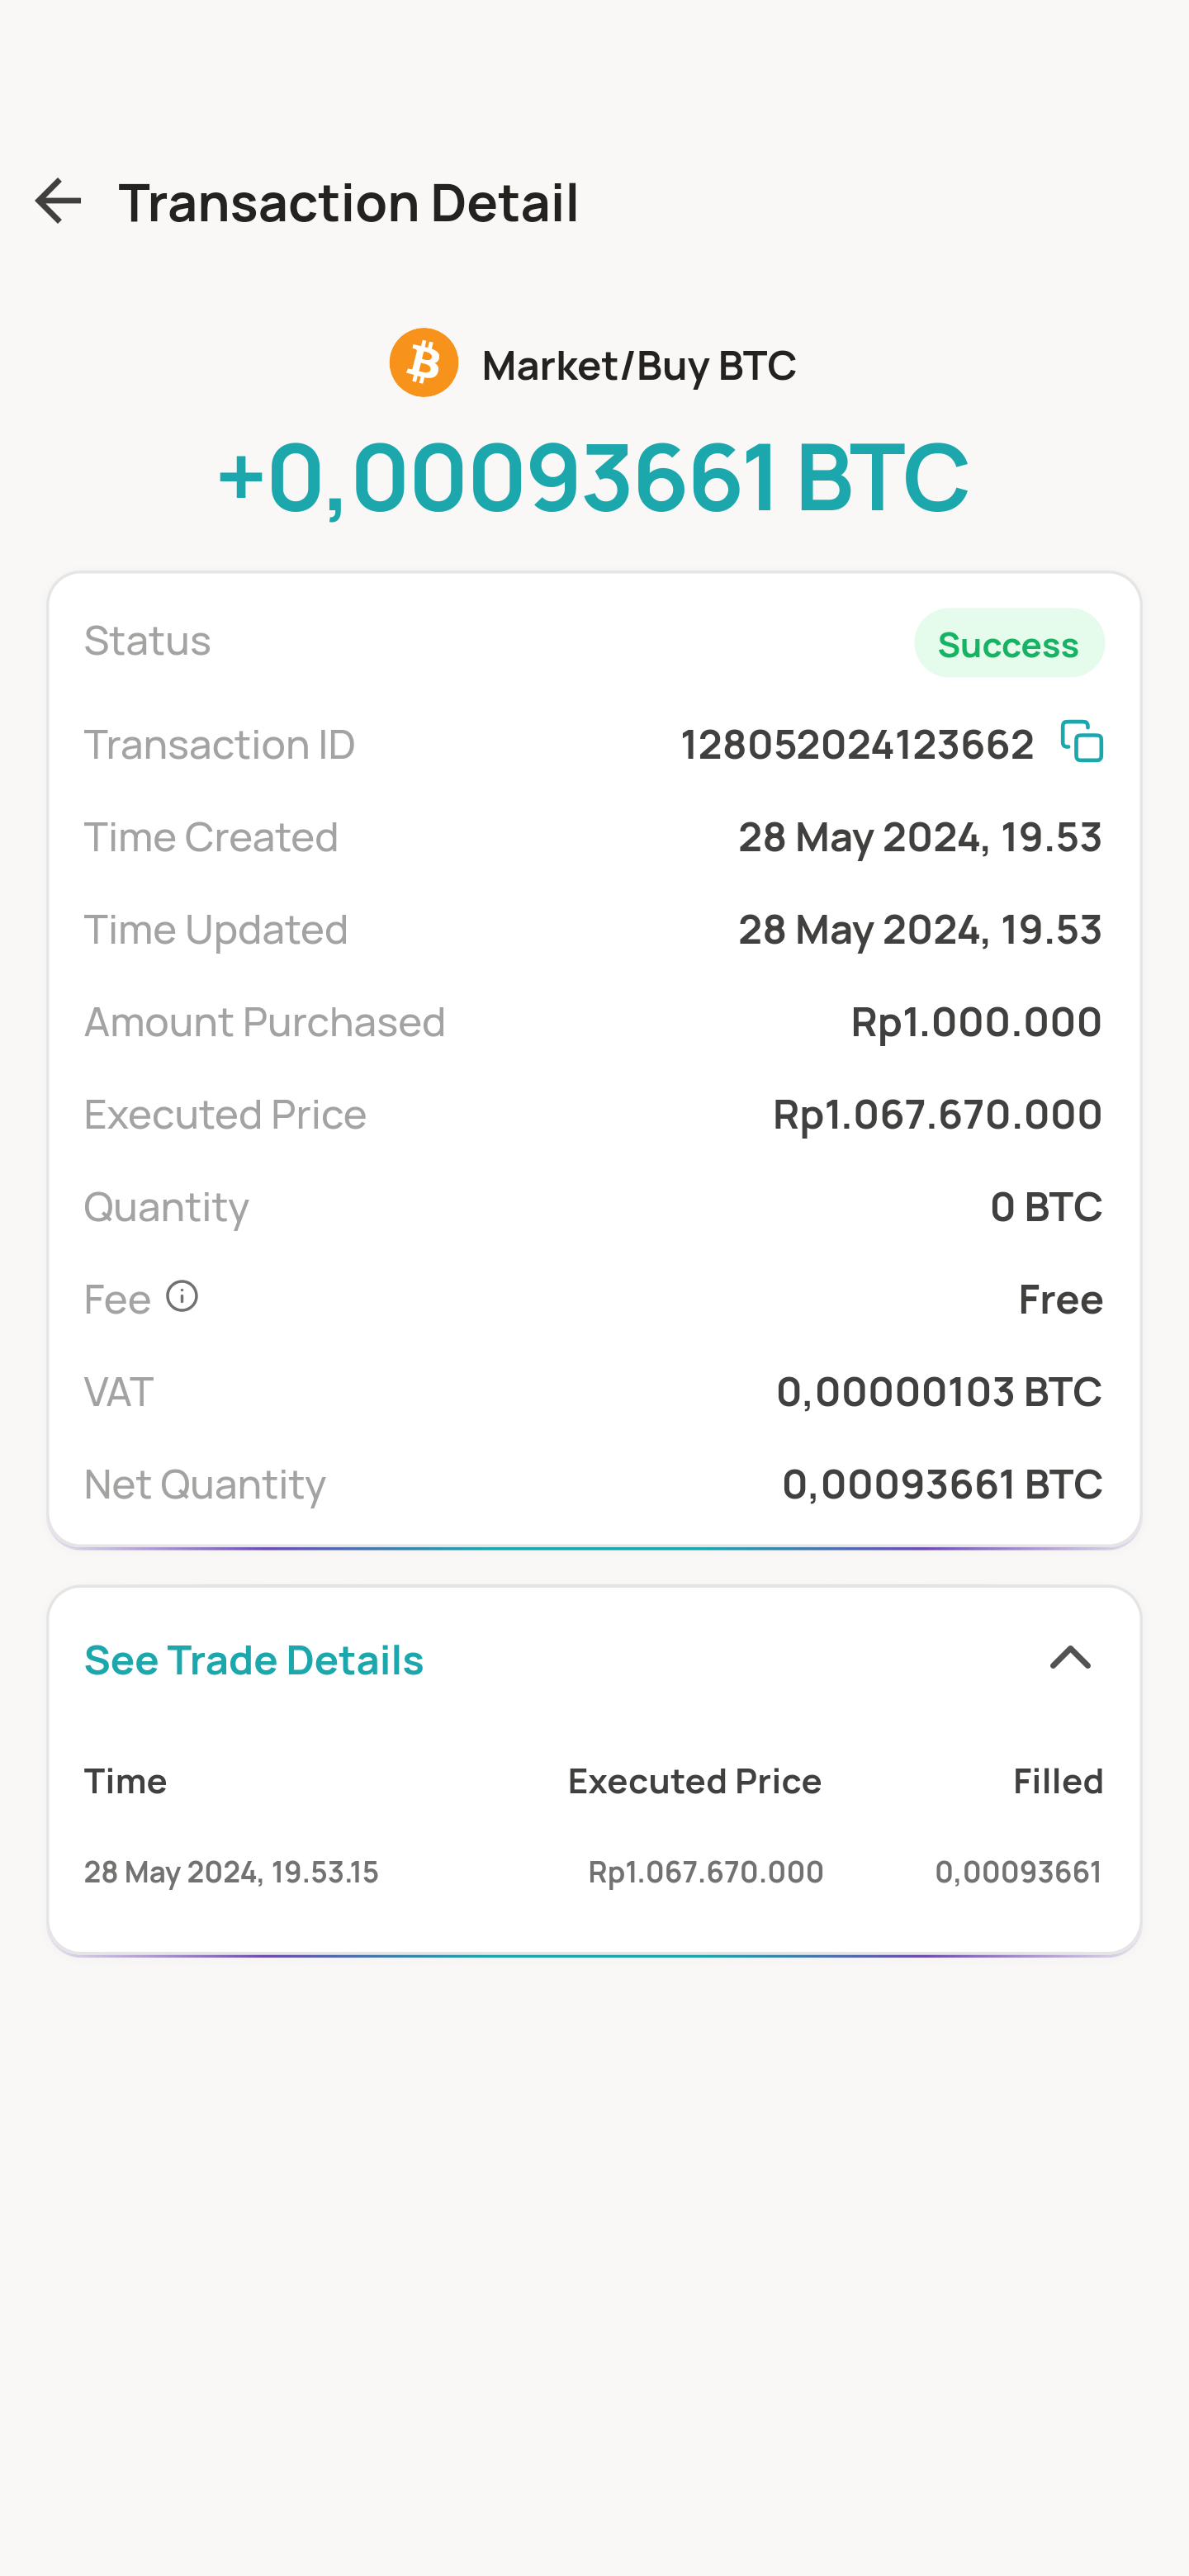 Transaction Detail
Market/Buy BTC
+0,00093661 BTC
Status Success
Transaction ID 128052024123662
Time Created 28 May 2024, 19.53
Time Updated 28 May 2024, 19.53
Amount Purchased Rp1.000.000
Executed Price Rp1.067.670.000
Quantity 0 BTC
Fee Free
VAT 0,00000103 BTC
Net Quantity 0,00093661 BTC
See Trade Details
Time Executed Price Filled
28 May 2024, 19.53.15 Rp1.067.670.000 0,00093661